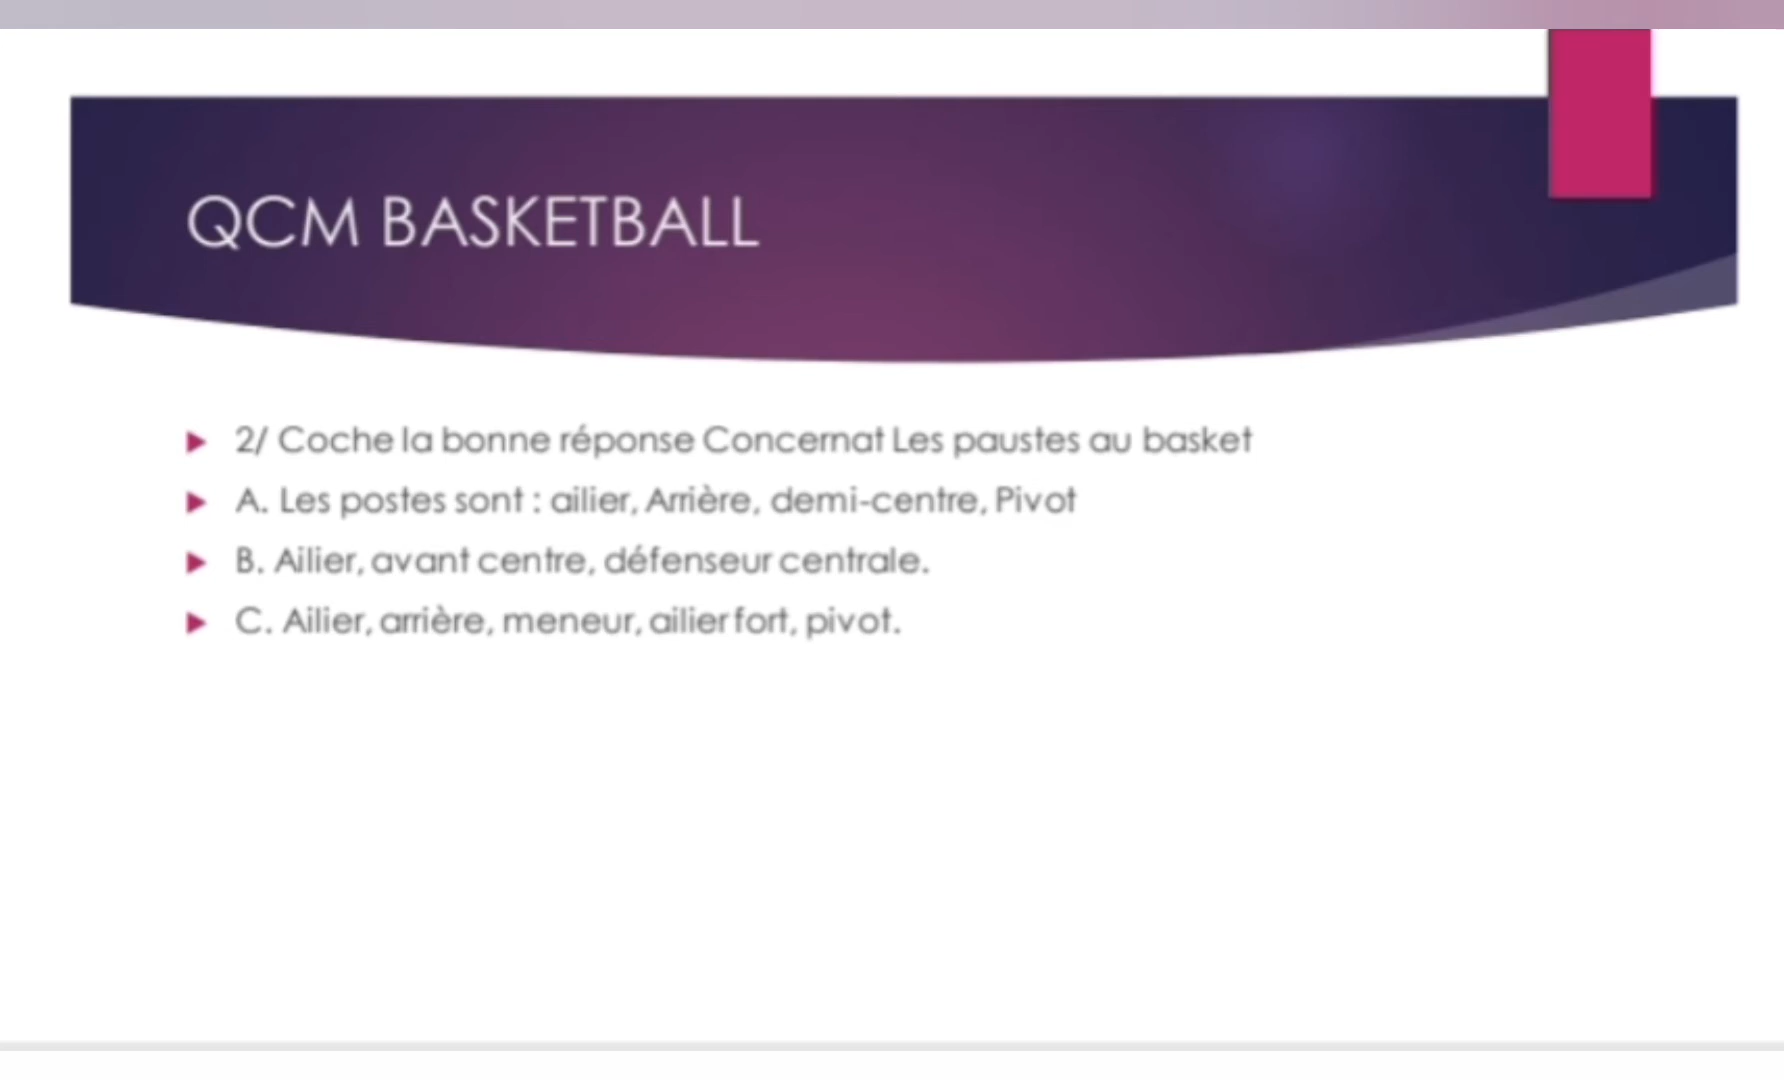 QCM BASKETBALL
2/ Coche la bonne réponse Concernat Les paustes au basket
A. Les postes sont : ailier, Arrière, demi-centre, Pivot
B. Ailier, avant centre, défenseur centrale.
C. Ailier, arrière, meneur, ailier fort, pivot.